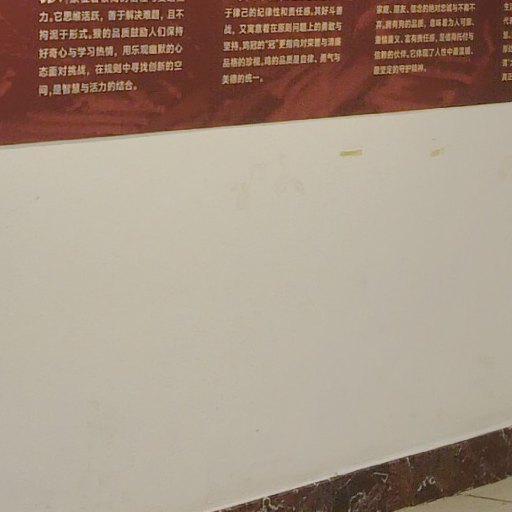 力。它思维活跃，善于解决难题，且不
拘泥于形式。猴的品质鼓励人们保持
好奇心与学习热情，用乐观幽默的心
态面对挑战，在规则中寻找创新的空
间，是智慧与活力的结合。
于律己的纪律性和责任感。其好斗善
战，又寓意着在原则问题上的勇敢与
坚持。鸡冠的“冠”更指向对荣誉与清廉
品格的珍视。鸡的品质是自律、勇气与
美德的统一。
家庭、朋友、信念的绝对忠诚与不离不
弃。拥有狗的品质，意味着为人可靠、
重情重义、富有责任感，是值得托付与
信赖的伙伴。它体现了人性中最温暖、
最坚定的守护精神。